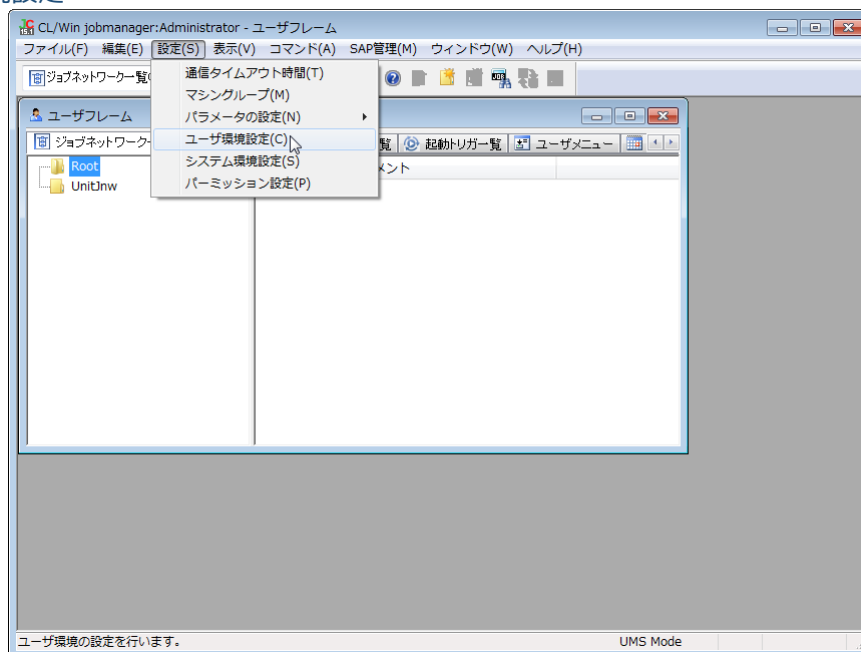 CL/Win jobmanager:Administrator - ユーザフレーム
ファイル(F) 編集(E) 設定(S) 表示(V) コマンド(A) SAP管理(M) ウィンドウ(W) ヘルプ(H)
ジョブネットワーク一覧
通信タイムアウト時間(T)
マシングループ(M)
パラメータの設定(N)
ユーザ環境設定(C)
システム環境設定(S)
パーミッション設定(P)
ユーザフレーム
ジョブネットワーク 覧 起動トリガ一覧 ユーザメニュー
Root メント
UnitJnw
ユーザ環境の設定を行います。 UMS Mode